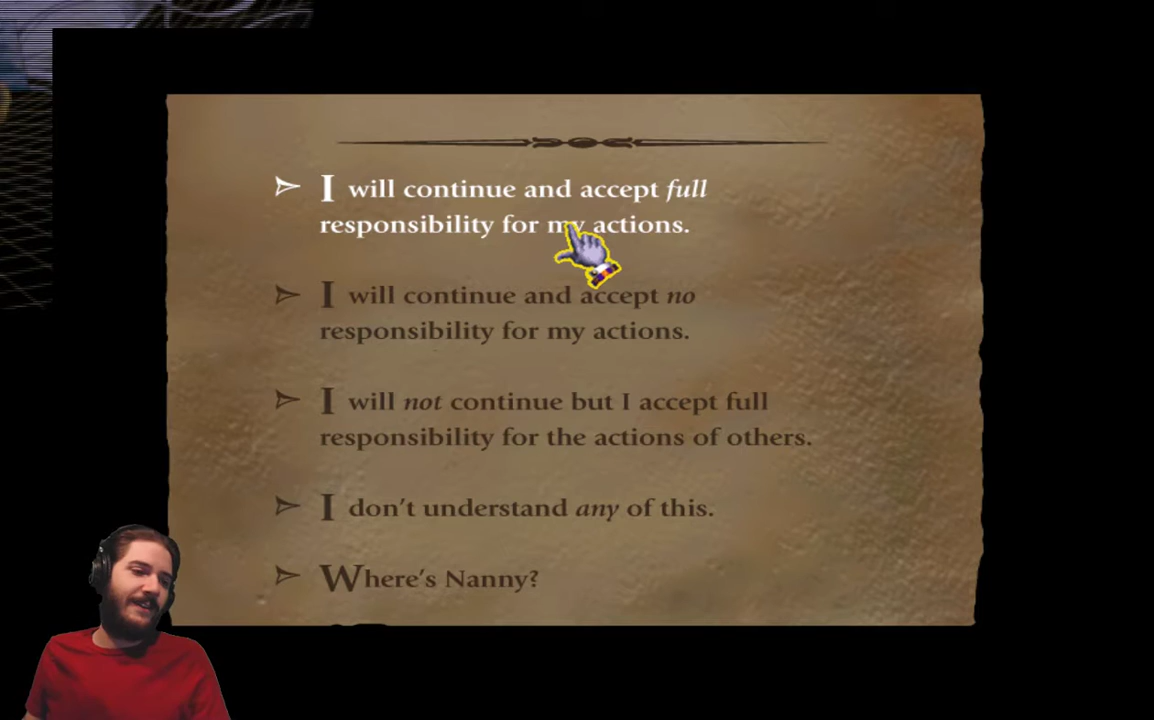 I will continue and accept full
responsibility for my actions.
I will continue and accept no
responsibility for my actions.
I will not continue but I accept full
responsibility for the actions of others.
I don't understand any of this.
Where's Nanny?